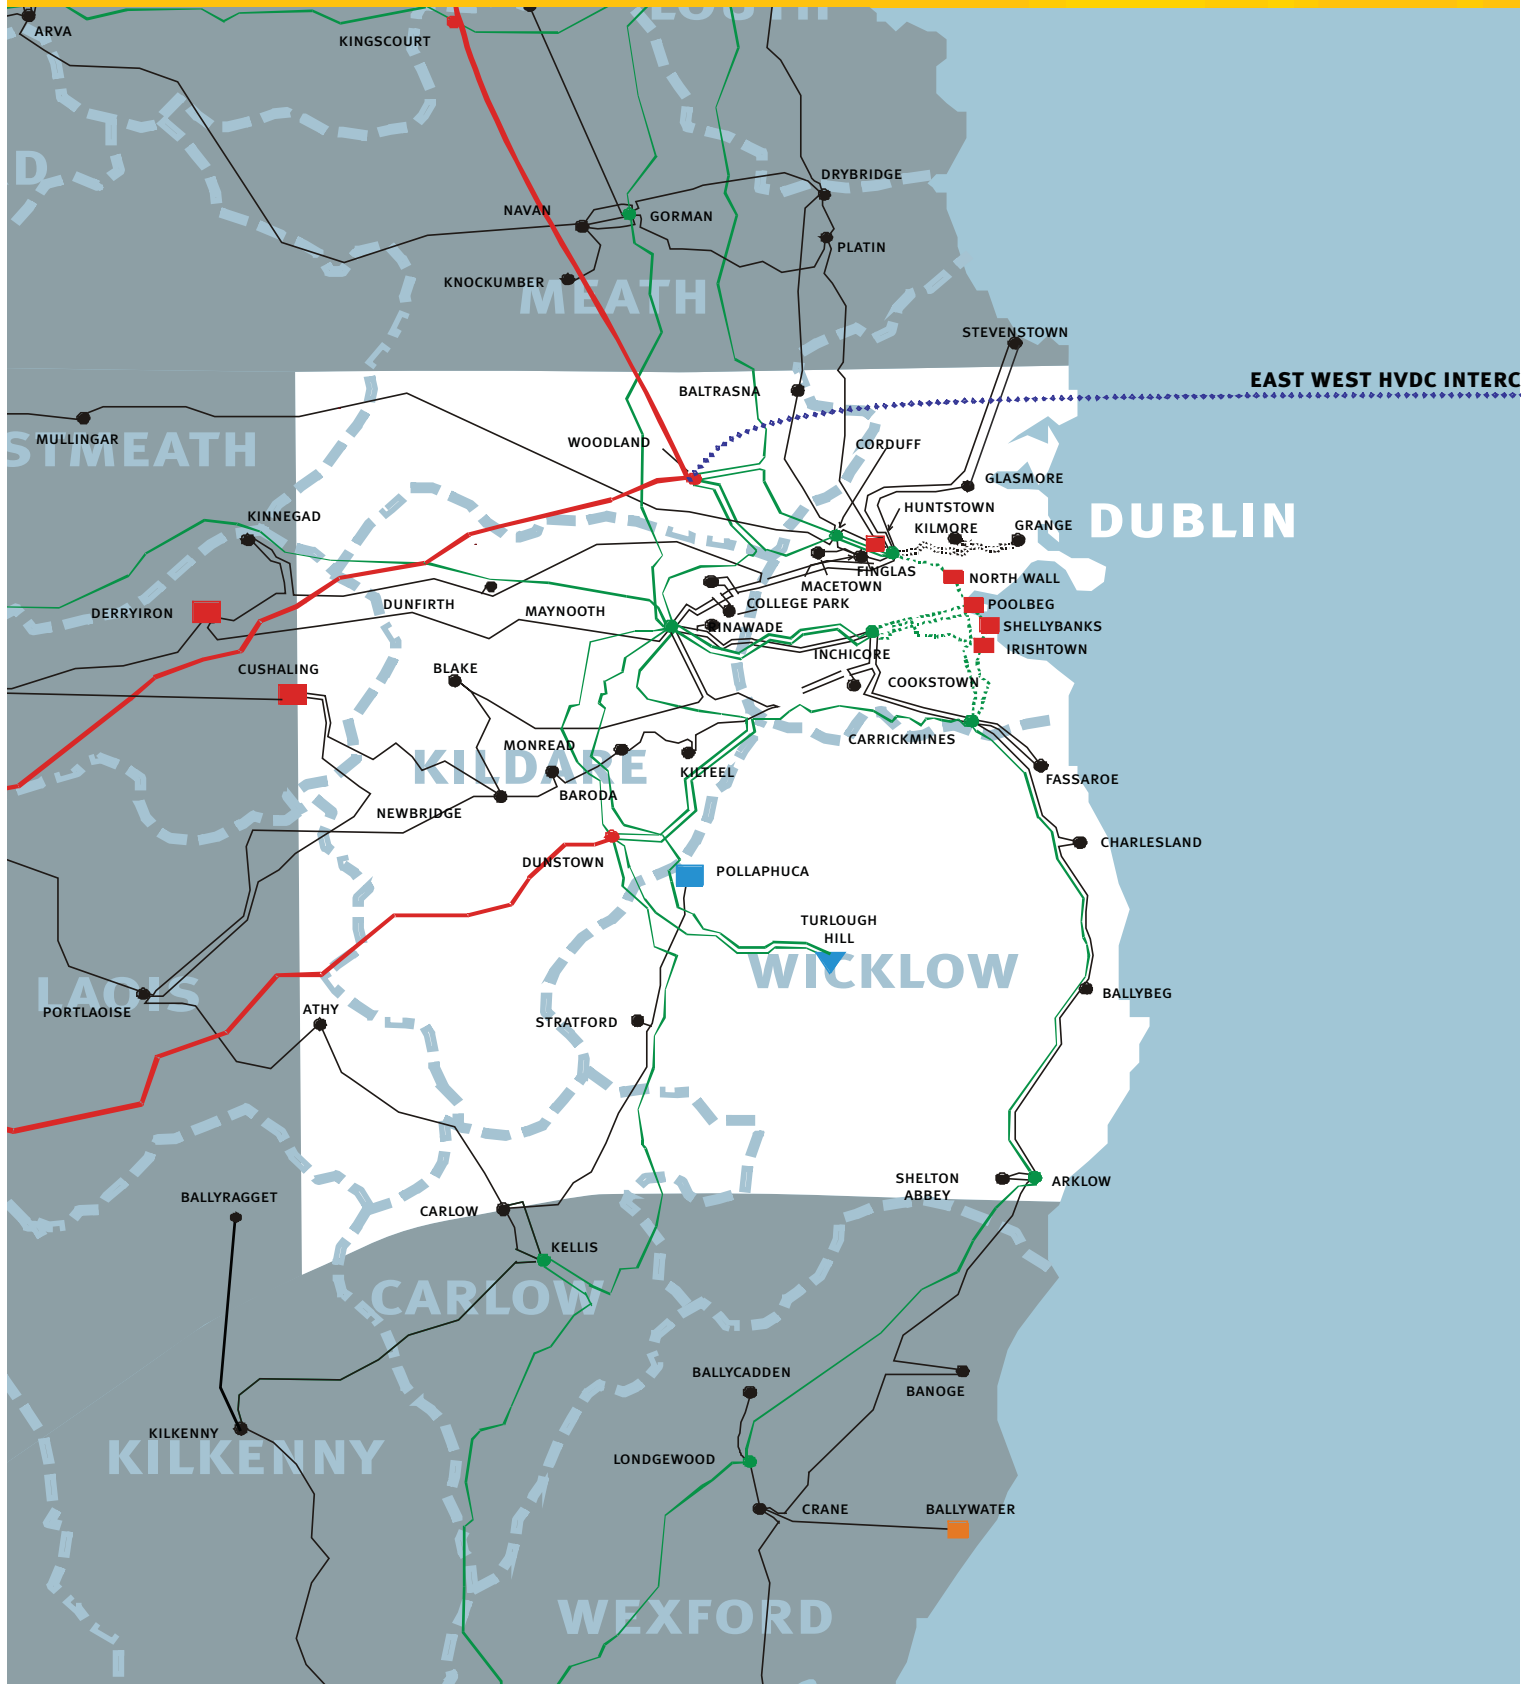 LOUTH
ARVA
KINGSCOURT
D
DRYBRIDGE
NAVAN
GORMAN
PLATIN
KNOCKUMBER
MEATH
STEVENSTOWN
EAST WEST HVDC INTERC
BALTRASNA
MULLINGAR
STMEATH
WOODLAND
CORDUFF
GLASMORE
KINNEGAD
HUNTSTOWN
KILMORE
GRANGE
DUBLIN
FINGLAS
MACETOWN
NORTH WALL
DERRYIRON
DUNFIRTH
MAYNOOTH
COLLEGE PARK
POOLBEG
RINAWADE
SHELLYBANKS
INCHICORE
IRISHTOWN
CUSHALING
BLAKE
COOKSTOWN
MONREAD
CARRICKMINES
KILDARE
KILTEEL
FASSAROE
BARODA
NEWBRIDGE
CHARLESLAND
DUNSTOWN
POLLAPHUCA
TURLOUGH
HILL
WICKLOW
LAOIS
BALLYBEG
PORTLAOISE
ATHY
STRATFORD
SHELTON
ABBEY
ARKLOW
BALLYRAGGET
CARLOW
KELLIS
CARLOW
BALLYCADDEN
BANOGE
KILKENNY
KILKENNY
LONDGEWOOD
CRANE
BALLYWATER
WEXFORD